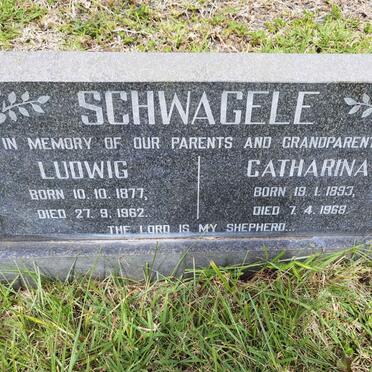 SCHWAGELE
IN MEMORY OF OUR PARENTS AND GRANDPARENT
LUDWIG
BORN 10. 10. 1877,
DIED 27. 9. 1962.
CATHARINA
BORN 19. 1. 1893,
DIED 7. 4. 1968
THE LORD IS MY SHEPHERD...